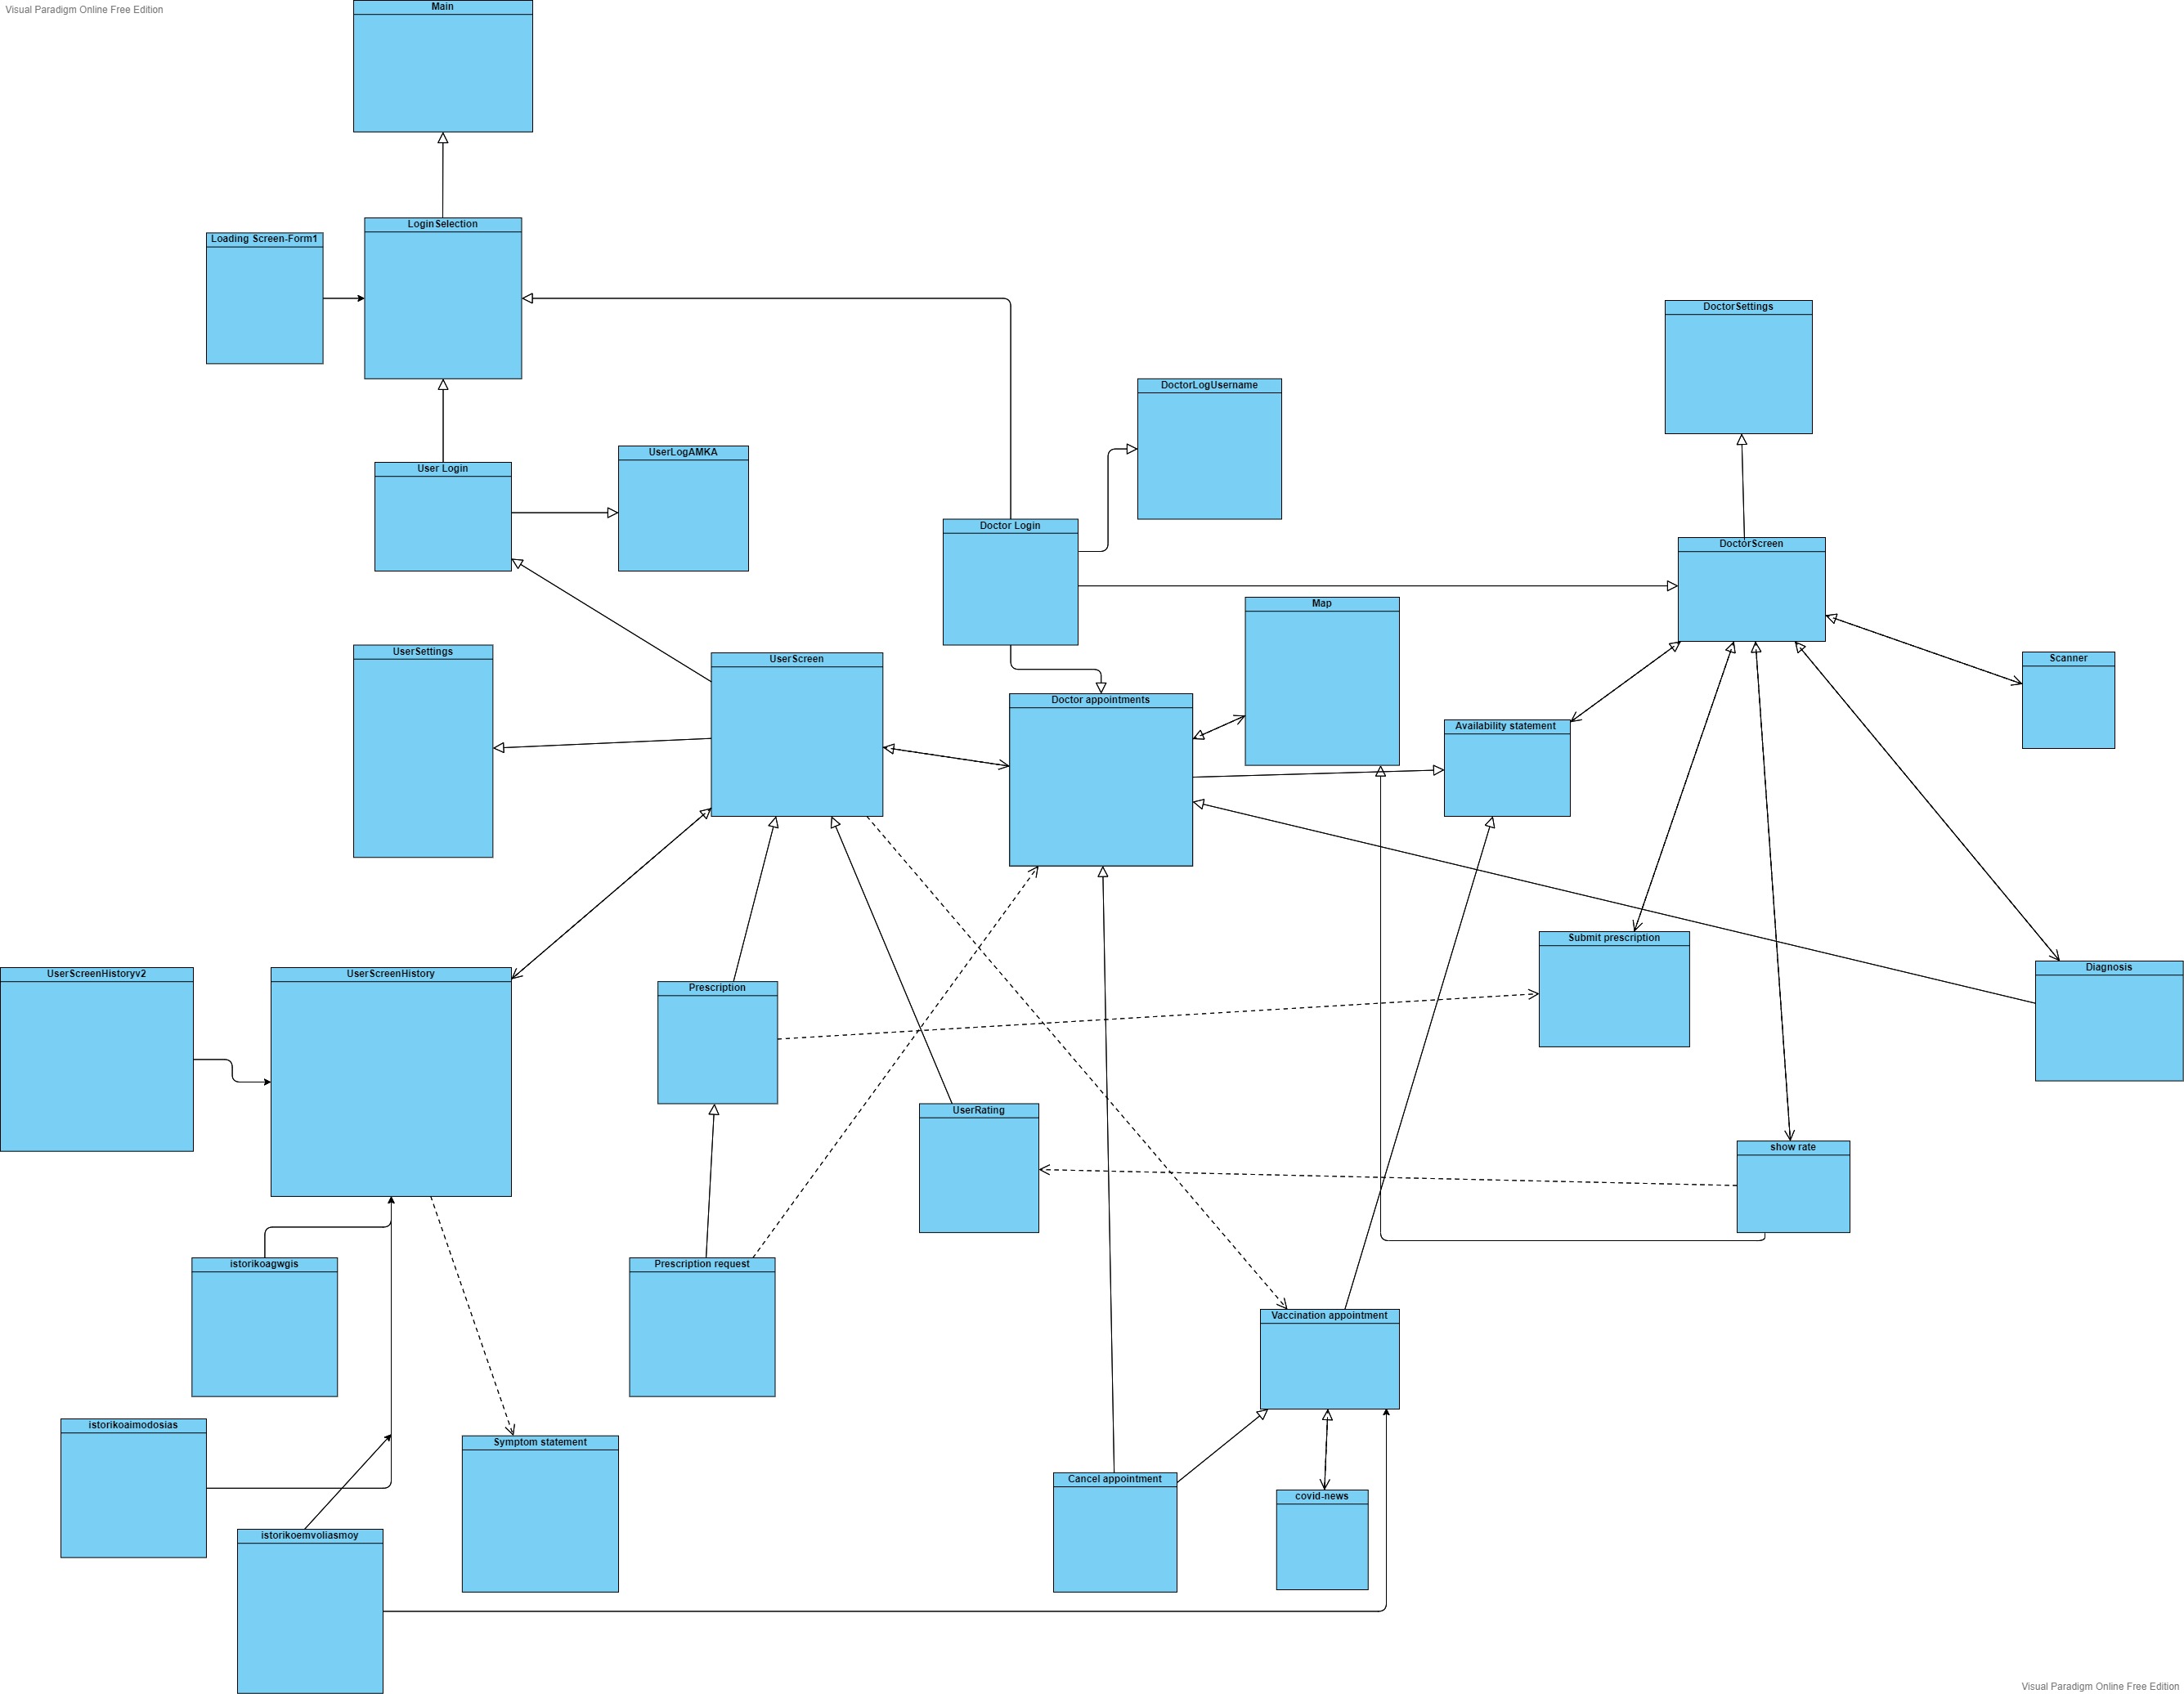 Visual Paradigm Online Free Edition
Main
LoginSelection
Loading Screen-Form1
DoctorSettings
DoctorLogUsername
UserLogAMKA
User Login
Doctor Login
DoctorScreen
Map
UserSettings
UserScreen
Scanner
Doctor appointments
Availability statement
Submit prescription
UserScreenHistoryv2
UserScreenHistory
Diagnosis
Prescription
UserRating
show rate
istorikoagwgis
Prescription request
Vaccination appointment
istorikoaimodosias
Symptom statement
Cancel appointment
covid-news
istorikoemvoliasmoy
Visual Paradigm Online Free Edition